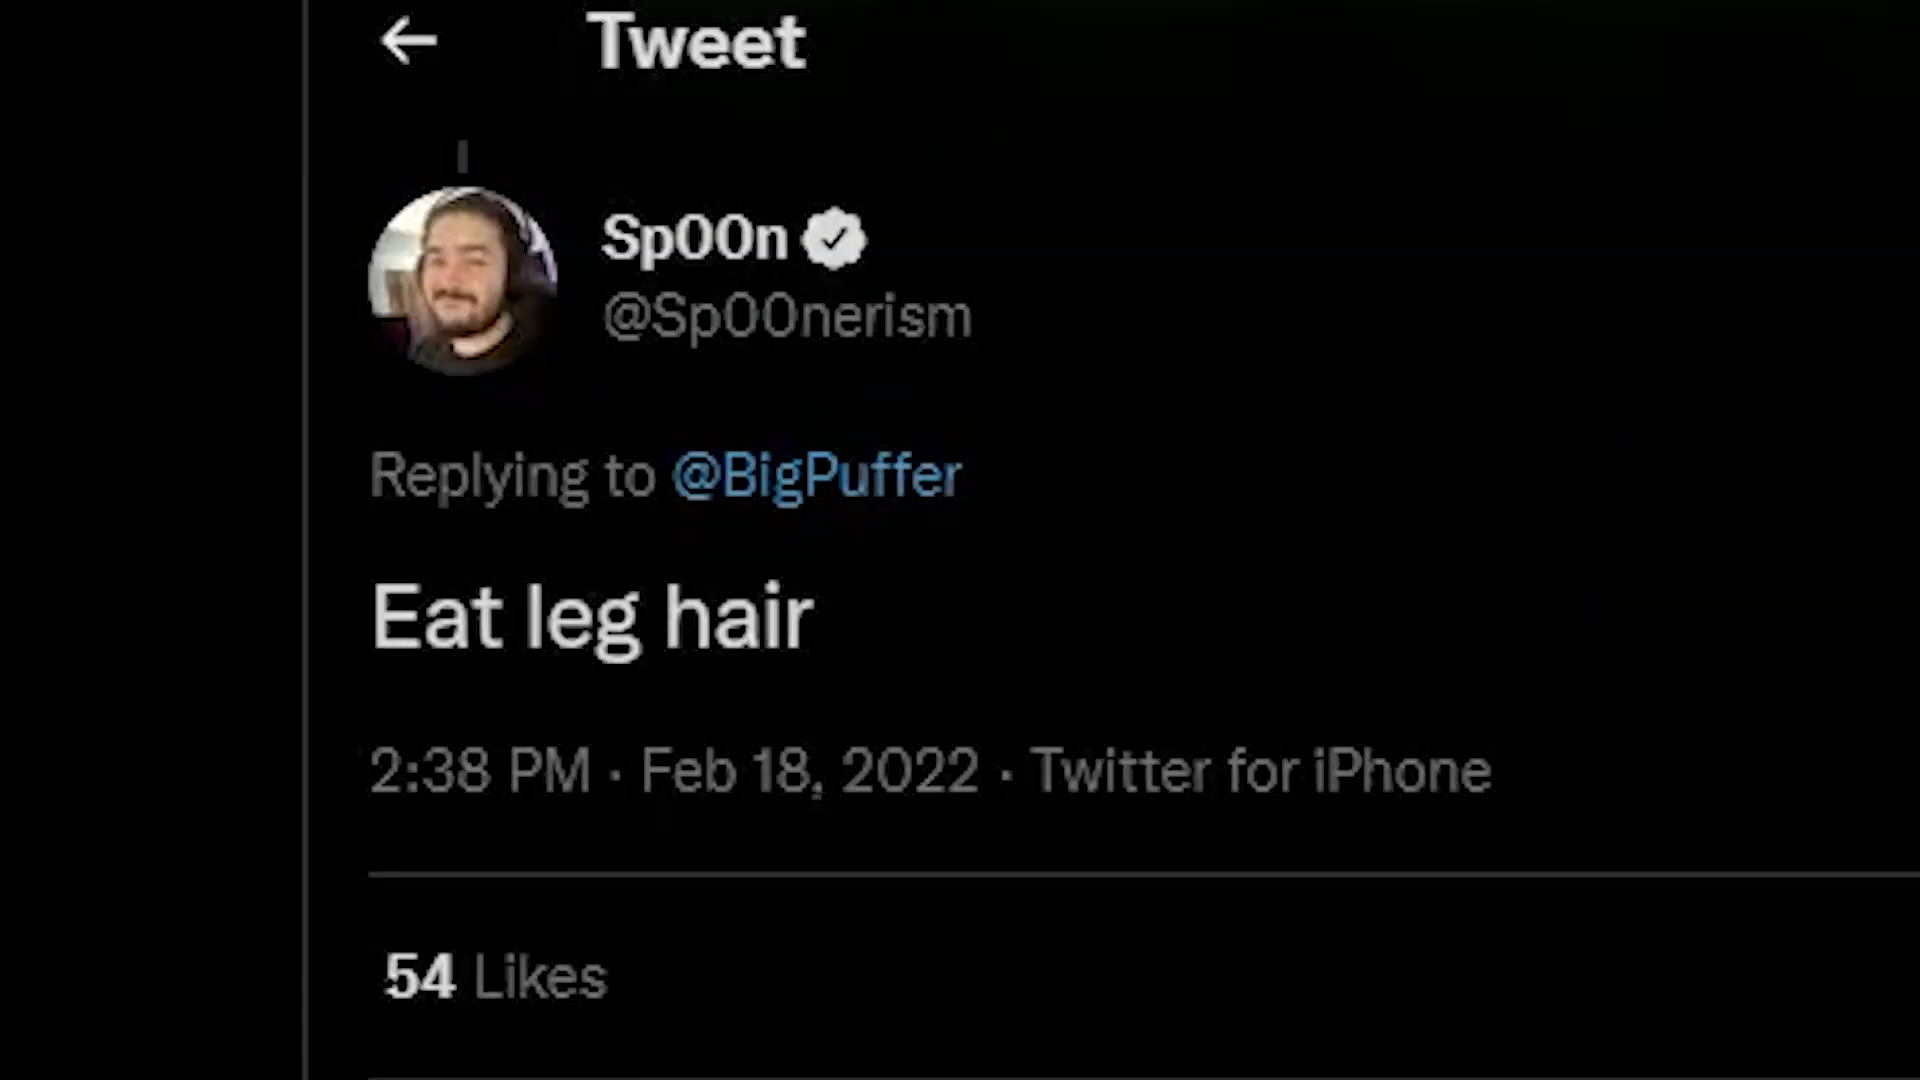 Tweet
Sp00n
@Sp00nerism
Replying to @BigPuffer
Eat leg hair
2:38 PM · Feb 18, 2022 · Twitter for iPhone
54 Likes